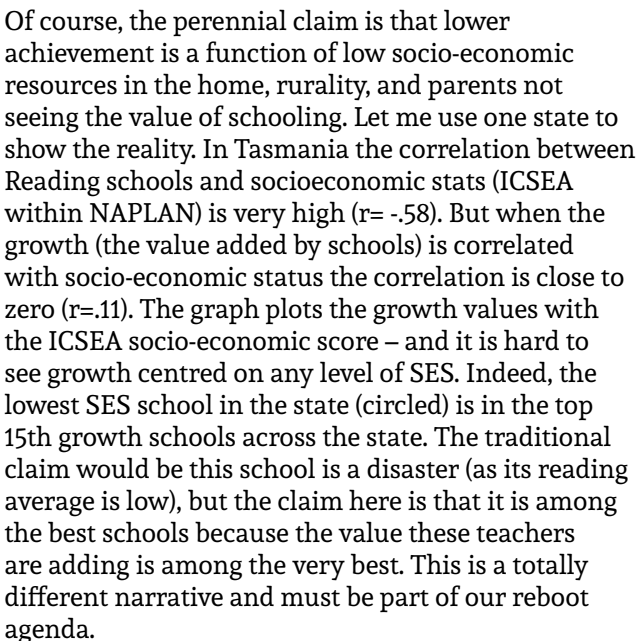 Of course, the perennial claim is that lower
achievement is a function of low socio-economic
resources in the home, rurality, and parents not
seeing the value of schooling. Let me use one state to
show the reality. In Tasmania the correlation between
Reading schools and socioeconomic stats (ICSEA
within NAPLAN) is very high (r= -.58). But when the
growth (the value added by schools) is correlated
with socio-economic status the correlation is close to
zero (r=.11). The graph plots the growth values with
the ICSEA socio-economic score – and it is hard to
see growth centred on any level of SES. Indeed, the
lowest SES school in the state (circled) is in the top
15th growth schools across the state. The traditional
claim would be this school is a disaster (as its reading
average is low), but the claim here is that it is among
the best schools because the value these teachers
are adding is among the very best. This is a totally
different narrative and must be part of our reboot
agenda.